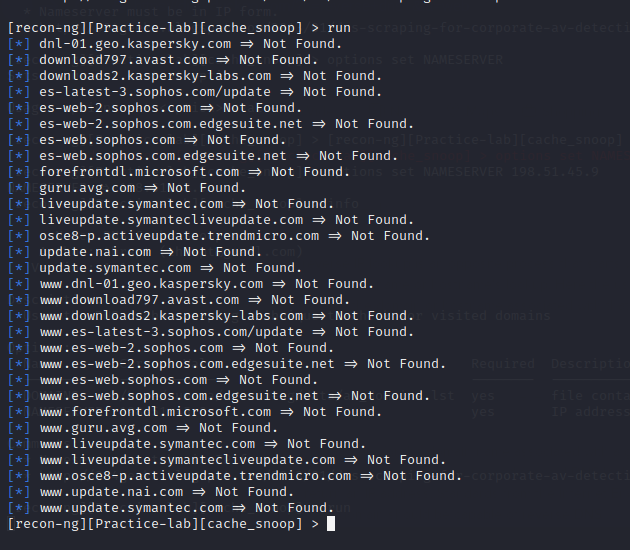 * Nameserver must be in IP form.
[recon-ng][Practice-lab][cache_snoop] > run
[*] dnl-01.geo.kaspersky.com => Not Found.
[*] download797.avast.com => Not Found.
[*] downloads2.kaspersky-labs.com => Not Found.
[*] es-latest-3.sophos.com/update => Not Found.
[*] es-web-2.sophos.com => Not Found.
[*] es-web-2.sophos.com.edgesuite.net => Not Found.
[*] es-web.sophos.com => Not Found.
[*] es-web.sophos.com.edgesuite.net => Not Found.
[*] forefrontdl.microsoft.com => Not Found.
[*] guru.avg.com => Not Found.
[*] liveupdate.symantec.com => Not Found.
[*] liveupdate.symantecliveupdate.com => Not Found.
[*] osce8-p.activeupdate.trendmicro.com => Not Found.
[*] update.nai.com => Not Found.
[*] update.symantec.com => Not Found.
[*] www.dnl-01.geo.kaspersky.com => Not Found.
[*] www.download797.avast.com => Not Found.
[*] www.downloads2.kaspersky-labs.com => Not Found.
[*] www.es-latest-3.sophos.com/update => Not Found.
[*] www.es-web-2.sophos.com => Not Found.
[*] www.es-web-2.sophos.com.edgesuite.net => Not Found.
[*] www.es-web.sophos.com => Not Found.
[*] www.es-web.sophos.com.edgesuite.net => Not Found.
[*] www.forefrontdl.microsoft.com => Not Found.
[*] www.guru.avg.com => Not Found.
[*] www.liveupdate.symantec.com => Not Found.
[*] www.liveupdate.symantecliveupdate.com => Not Found.
[*] www.osce8-p.activeupdate.trendmicro.com => Not Found.
[*] www.update.nai.com => Not Found.
[*] www.update.symantec.com => Not Found.
[recon-ng][Practice-lab][cache_snoop] >